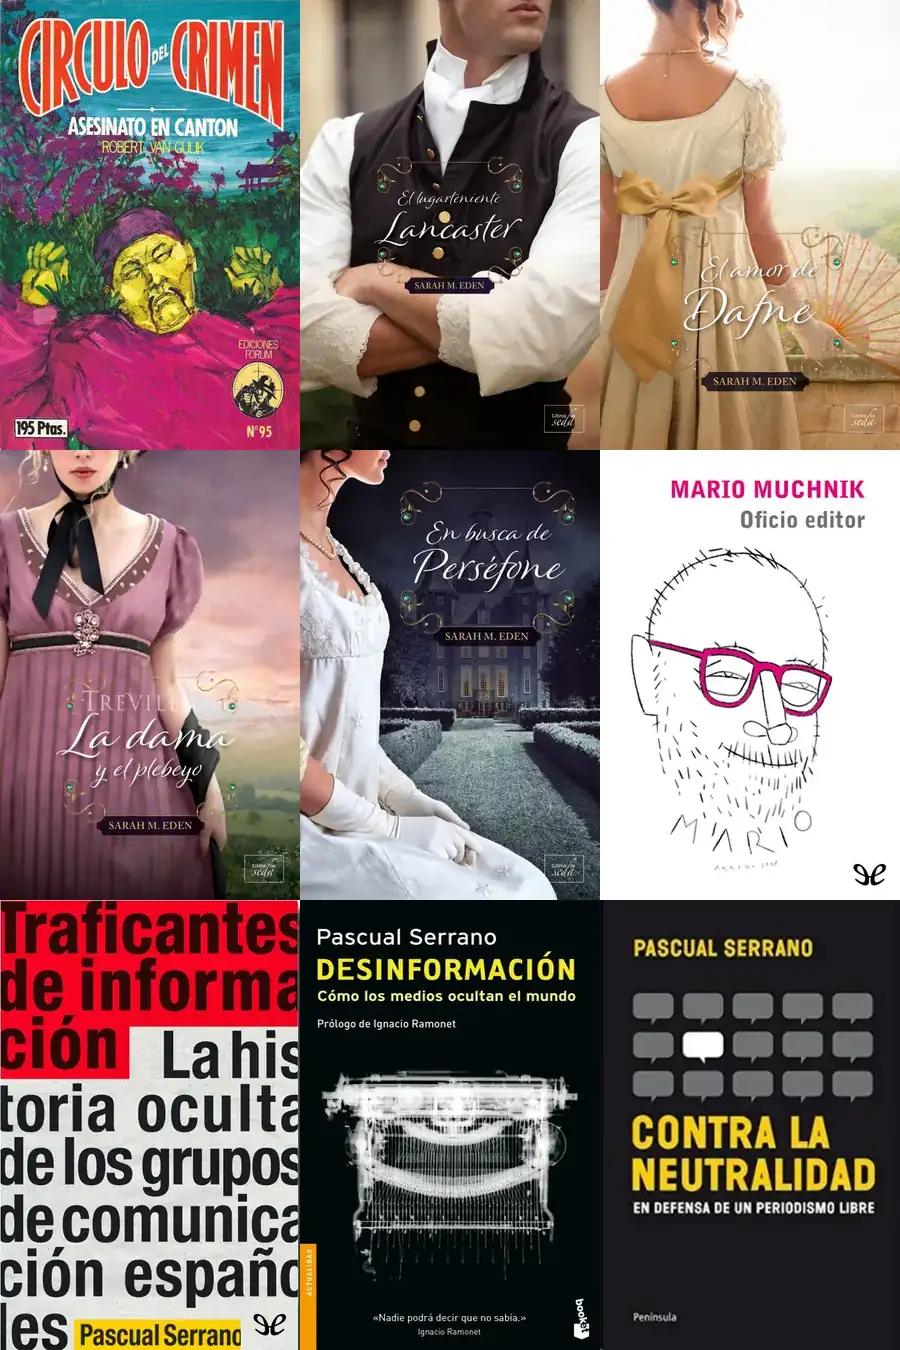 CIRCULO DEL CRIMEN
ASESINATO EN CANTON
ROBERT VAN GULIK
EDICIONES
FORUM
195 Ptas.
N°95
El lugarteniente
Lancaster
SARAH M. EDEN
Libros de
seda
El amor de
Dafne
SARAH M. EDEN
Libros de
seda
La dama
y el plebeyo
SARAH M. EDEN
Libros de
seda
En busca de
Perséfone
SARAH M. EDEN
Libros de
seda
MARIO MUCHNIK
Oficio editor
MARIO
Traficantes
de informa
ción La his
toria oculta
de los grupos
de comunica
ción españo
les Pascual Serrano
Pascual Serrano
DESINFORMACIÓN
Cómo los medios ocultan el mundo
Prólogo de Ignacio Ramonet
ACTUALIDAD
«Nadie podrá decir que no sabía.»
Ignacio Ramonet
booket
PASCUAL SERRANO
CONTRA LA
NEUTRALIDAD
EN DEFENSA DE UN PERIODISMO LIBRE
Península